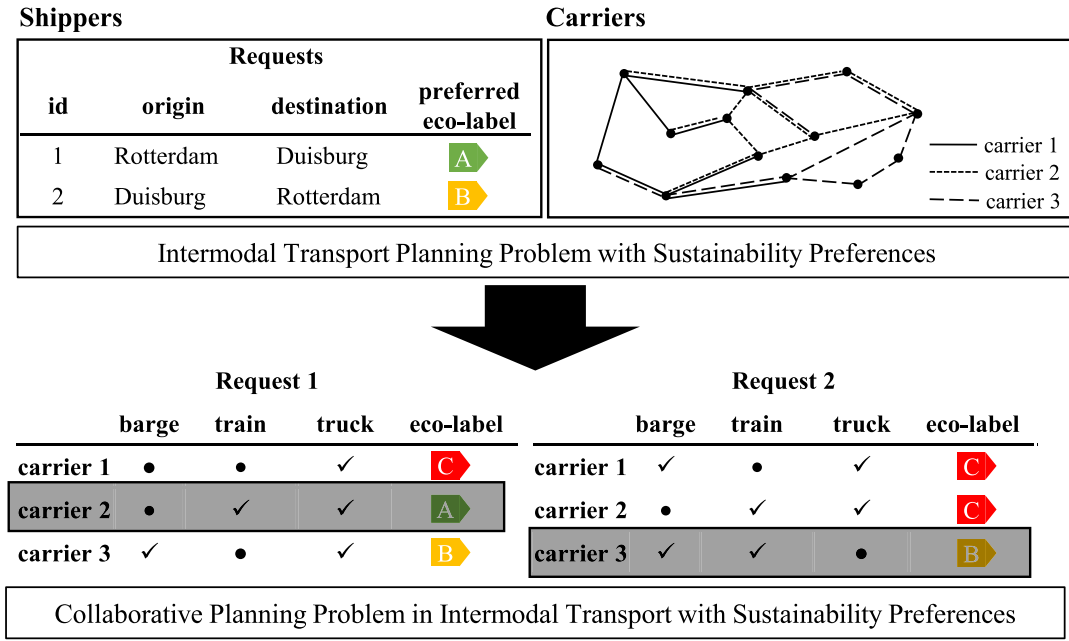 Shippers
Carriers
Requests
id origin destination preferred eco-label
1 Rotterdam Duisburg A
2 Duisburg Rotterdam B
carrier 1
carrier 2
carrier 3
Intermodal Transport Planning Problem with Sustainability Preferences
Request 1
barge train truck eco-label
carrier 1 • • ✓ C
carrier 2 • ✓ ✓ A
carrier 3 ✓ • ✓ B
Request 2
barge train truck eco-label
carrier 1 ✓ • ✓ C
carrier 2 • ✓ ✓ C
carrier 3 ✓ ✓ • B
Collaborative Planning Problem in Intermodal Transport with Sustainability Preferences